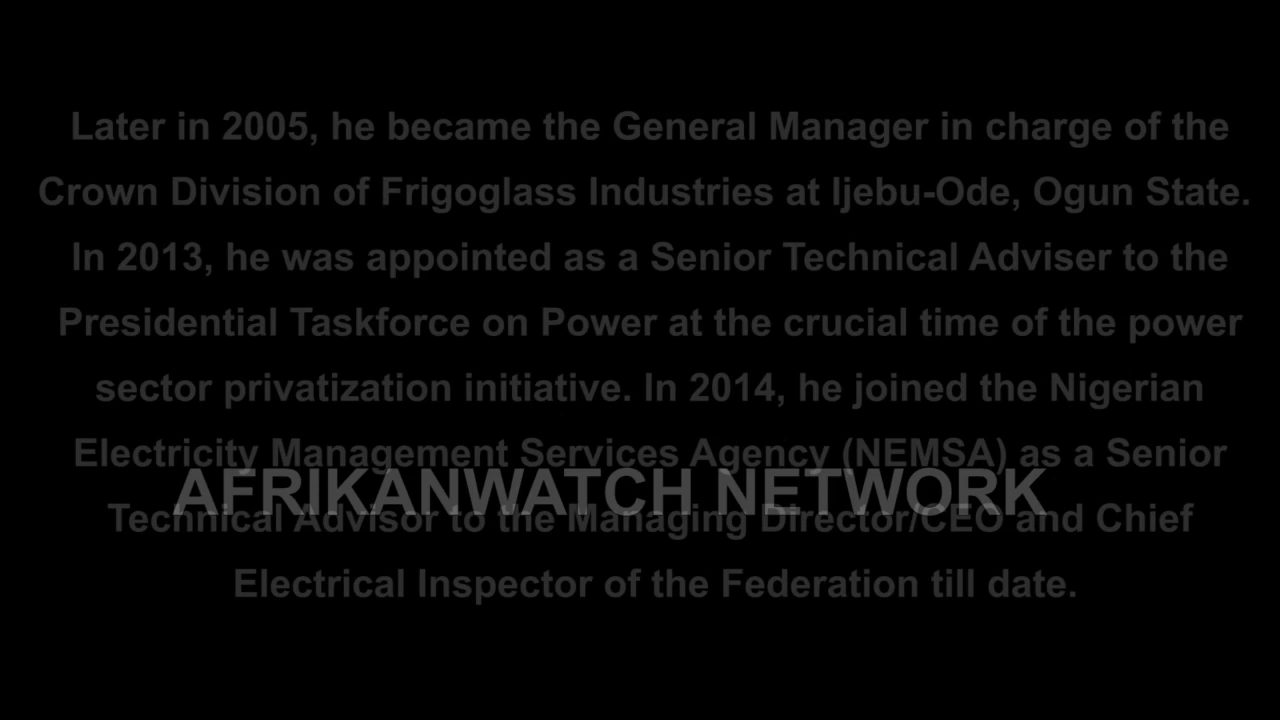 Later in 2005, he became the General Manager in charge of the
Crown Division of Frigoglass Industries at Ijebu-Ode, Ogun State.
In 2013, he was appointed as a Senior Technical Adviser to the
Presidential Taskforce on Power at the crucial time of the power
sector privatization initiative. In 2014, he joined the Nigerian
Electricity Management Services Agency (NEMSA) as a Senior
AFRIKANWATCH NETWORK
Technical Advisor to the Managing Director/CEO and Chief
Electrical Inspector of the Federation till date.